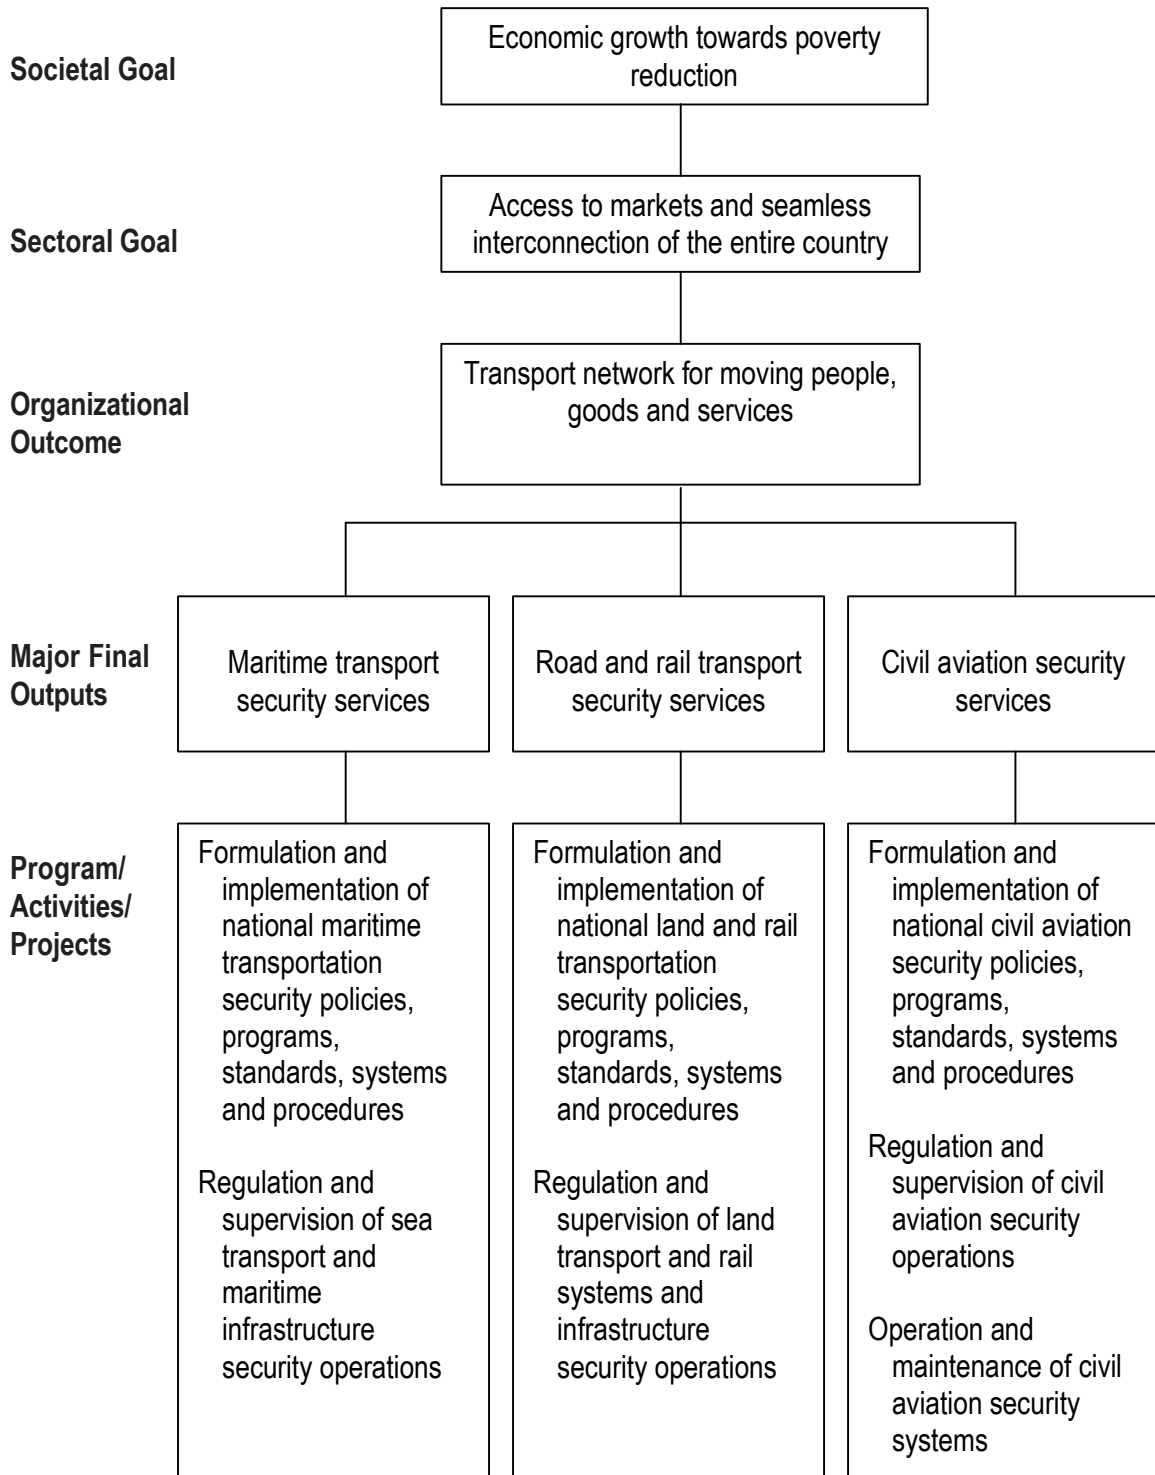 Societal Goal
Economic growth towards poverty
reduction
Sectoral Goal
Access to markets and seamless
interconnection of the entire country
Organizational
Outcome
Transport network for moving people,
goods and services
Major Final
Outputs
Maritime transport
security services
Road and rail transport
security services
Civil aviation security
services
Program/
Activities/
Projects
Formulation and
implementation of
national maritime
transportation
security policies,
programs,
standards, systems
and procedures
Regulation and
supervision of sea
transport and
maritime
infrastructure
security operations
Formulation and
implementation of
national land and rail
transportation
security policies,
programs,
standards, systems
and procedures
Regulation and
supervision of land
transport and rail
systems and
infrastructure
security operations
Formulation and
implementation of
national civil aviation
security policies,
programs,
standards, systems
and procedures
Regulation and
supervision of civil
aviation security
operations
Operation and
maintenance of civil
aviation security
systems